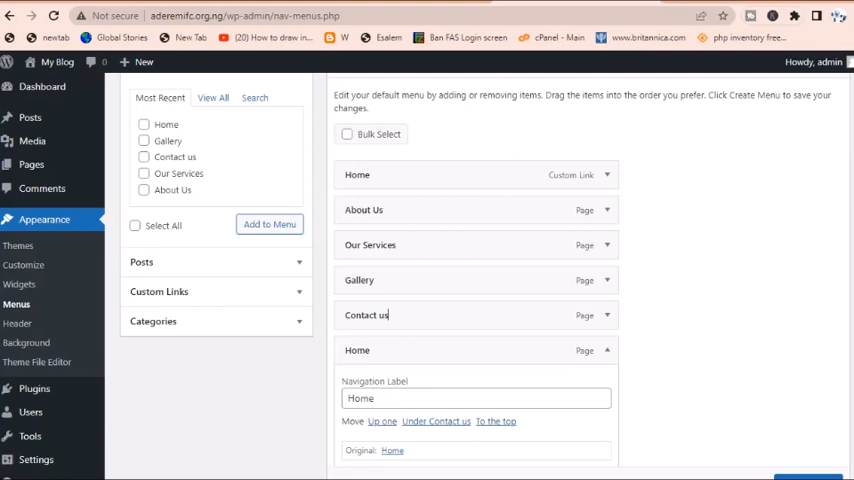 Not secure
aderemifc.org.ng/wp-admin/nav-menus.php
newtab
Global Stories
New Tab
(20) How to draw in...
W
Esalem
Ban FAS Login screen
cPanel - Main
www.britannica.com
php inventory free...
My Blog
0
New
Howdy, admin
Dashboard
Posts
Media
Pages
Comments
Appearance
Themes
Customize
Widgets
Menus
Header
Background
Theme File Editor
Plugins
Users
Tools
Settings
Most Recent
View All
Search
Home
Gallery
Contact us
Our Services
About Us
Select All
Add to Menu
Posts
Custom Links
Categories
Edit your default menu by adding or removing items. Drag the items into the order you prefer. Click Create Menu to save your
changes.
Bulk Select
Home Custom Link
About Us Page
Our Services Page
Gallery Page
Contact us Page
Home Page
Navigation Label
Home
Move Up one Under Contact us To the top
Original: Home